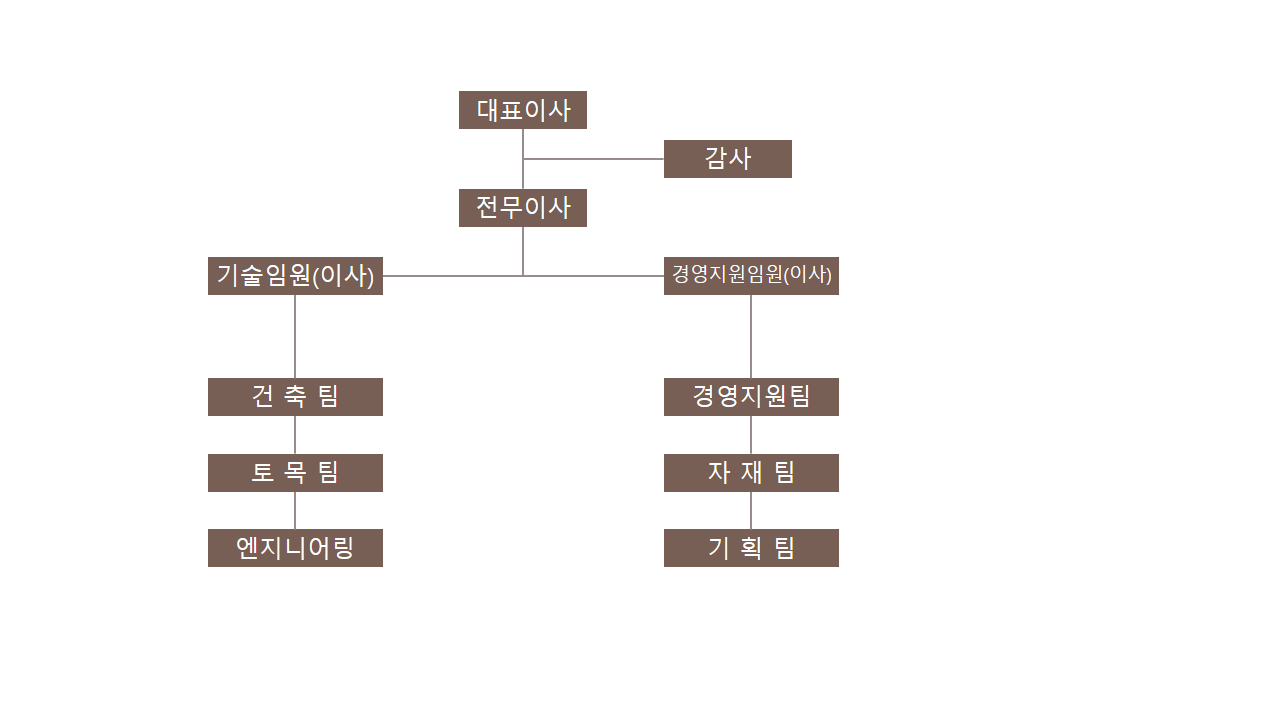 대표이사
감사
전무이사
기술임원(이사)
경영지원임원(이사)
건 축 팀
경영지원팀
토 목 팀
자 재 팀
엔지니어링
기 획 팀